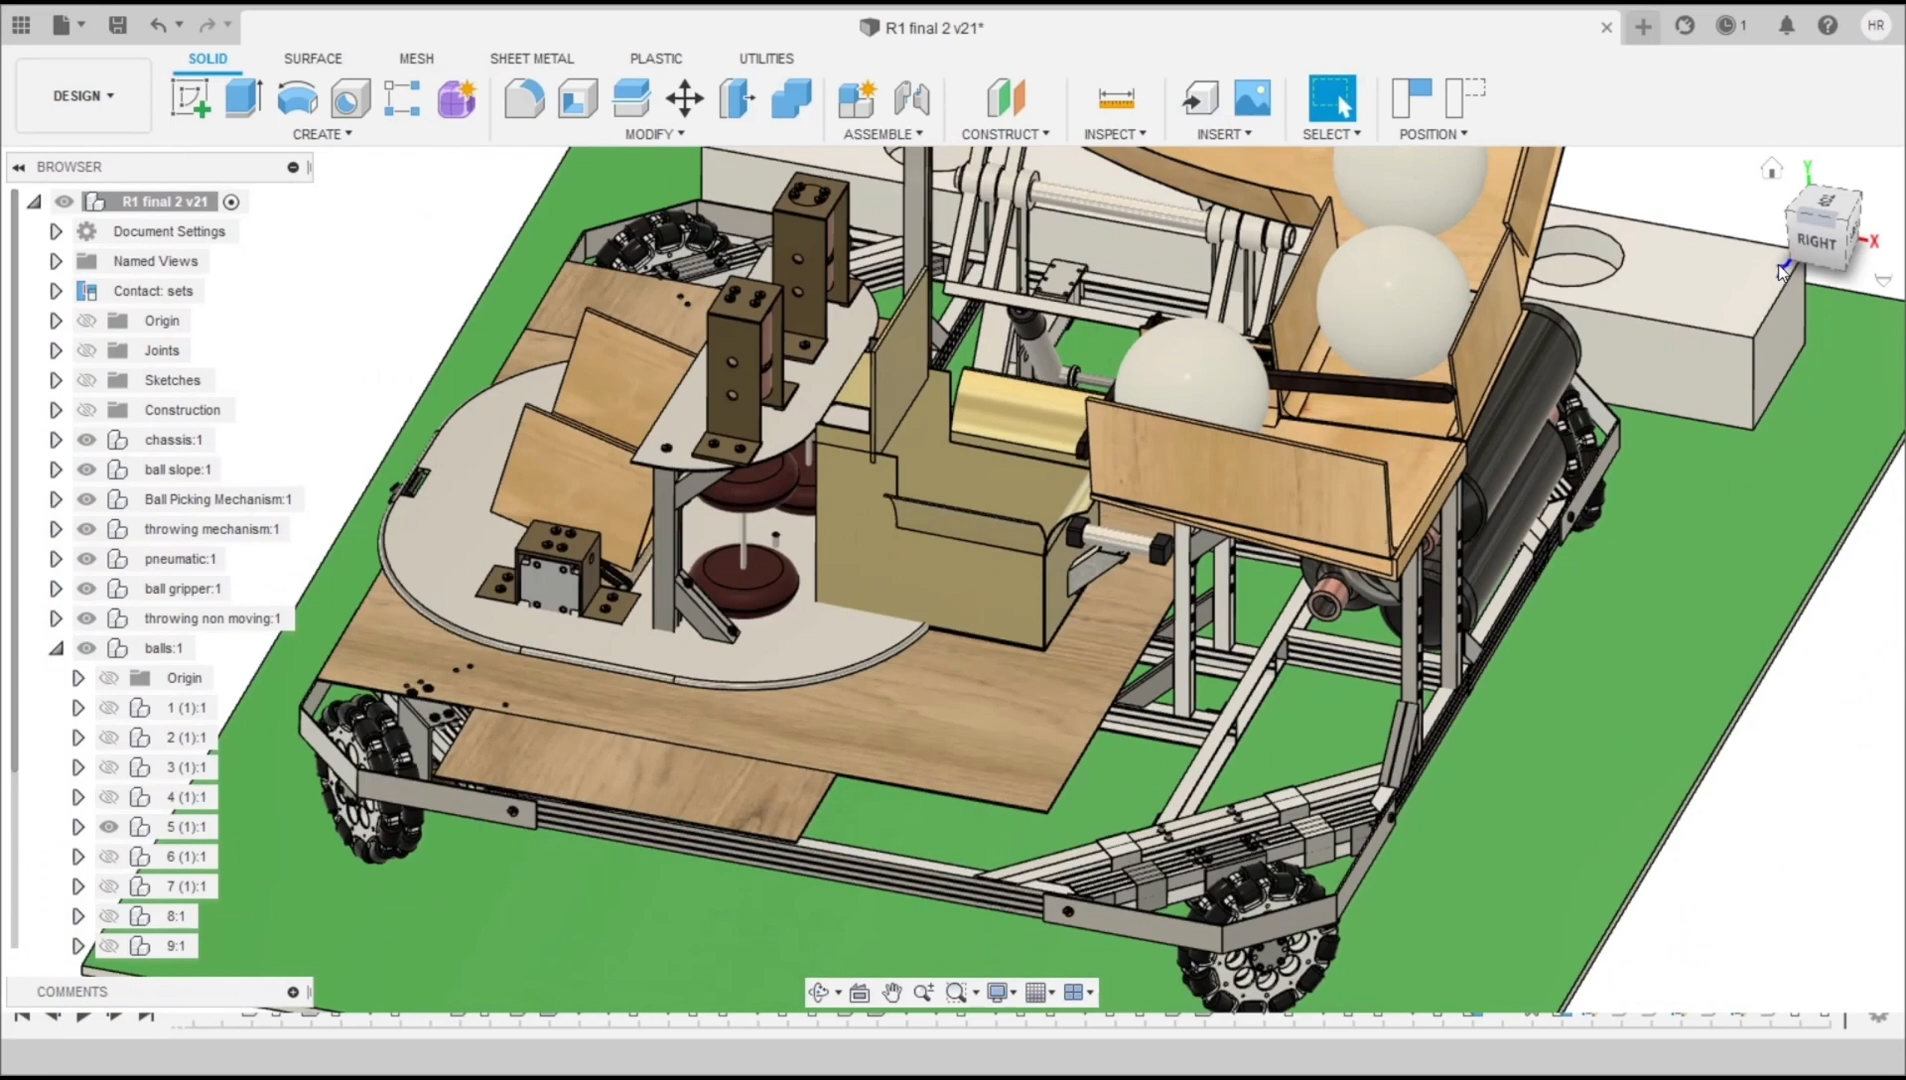 R1 final 2 v21*
1
HR
SOLID SURFACE MESH SHEET METAL PLASTIC UTILITIES
DESIGN
CREATE MODIFY ASSEMBLE CONSTRUCT INSPECT INSERT SELECT POSITION
BROWSER
R1 final 2 v21
Document Settings
Named Views
Contact: sets
Origin
Joints
Sketches
Construction
chassis:1
ball slope:1
Ball Picking Mechanism:1
throwing mechanism:1
pneumatic:1
ball gripper:1
throwing non moving:1
balls:1
Origin
1 (1):1
2 (1):1
3 (1):1
4 (1):1
5 (1):1
6 (1):1
7 (1):1
8:1
9:1
COMMENTS
Y
RIGHT
X